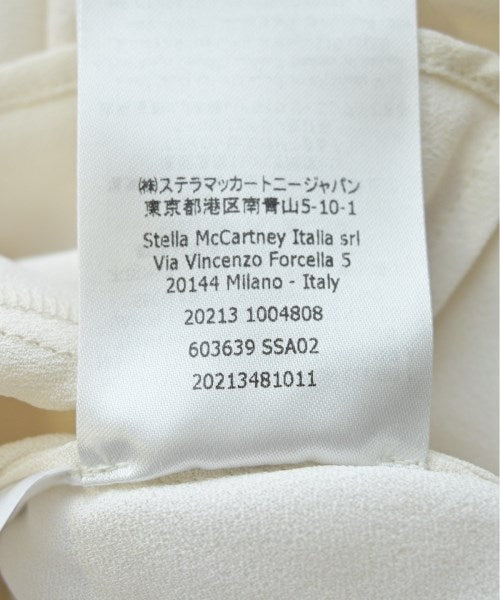 ㈱ステラマッカートニージャパン
東京都港区南青山5-10-1
Stella McCartney Italia srl
Via Vincenzo Forcella 5
20144 Milano - Italy
20213 1004808
603639 SSA02
20213481011